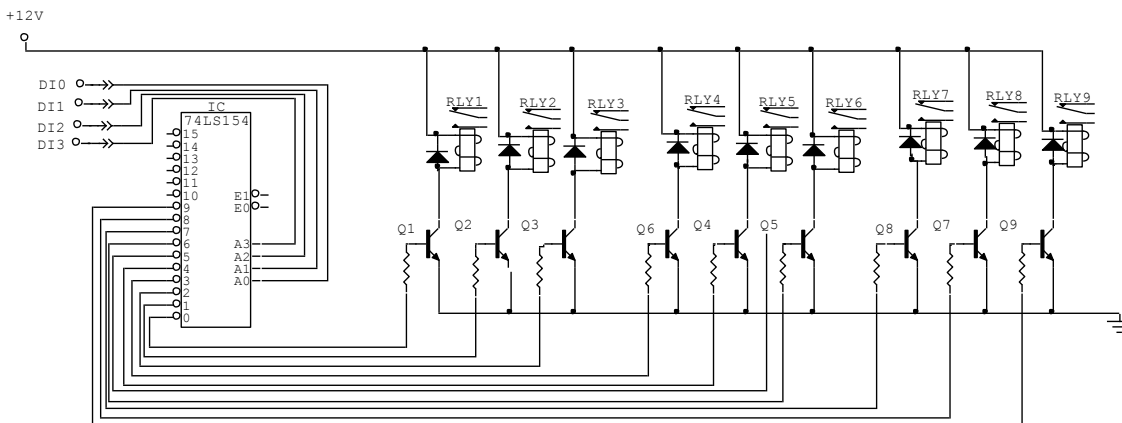 +12V
DI0
DI1
DI2
DI3
IC
74LS154
15
14
13
12
11
10
9
8
7
6
5
4
3
2
1
0
E1
E0
A3
A2
A1
A0
RLY1
RLY2
RLY3
RLY4
RLY5
RLY6
RLY7
RLY8
RLY9
Q1
Q2
Q3
Q6
Q4
Q5
Q8
Q7
Q9